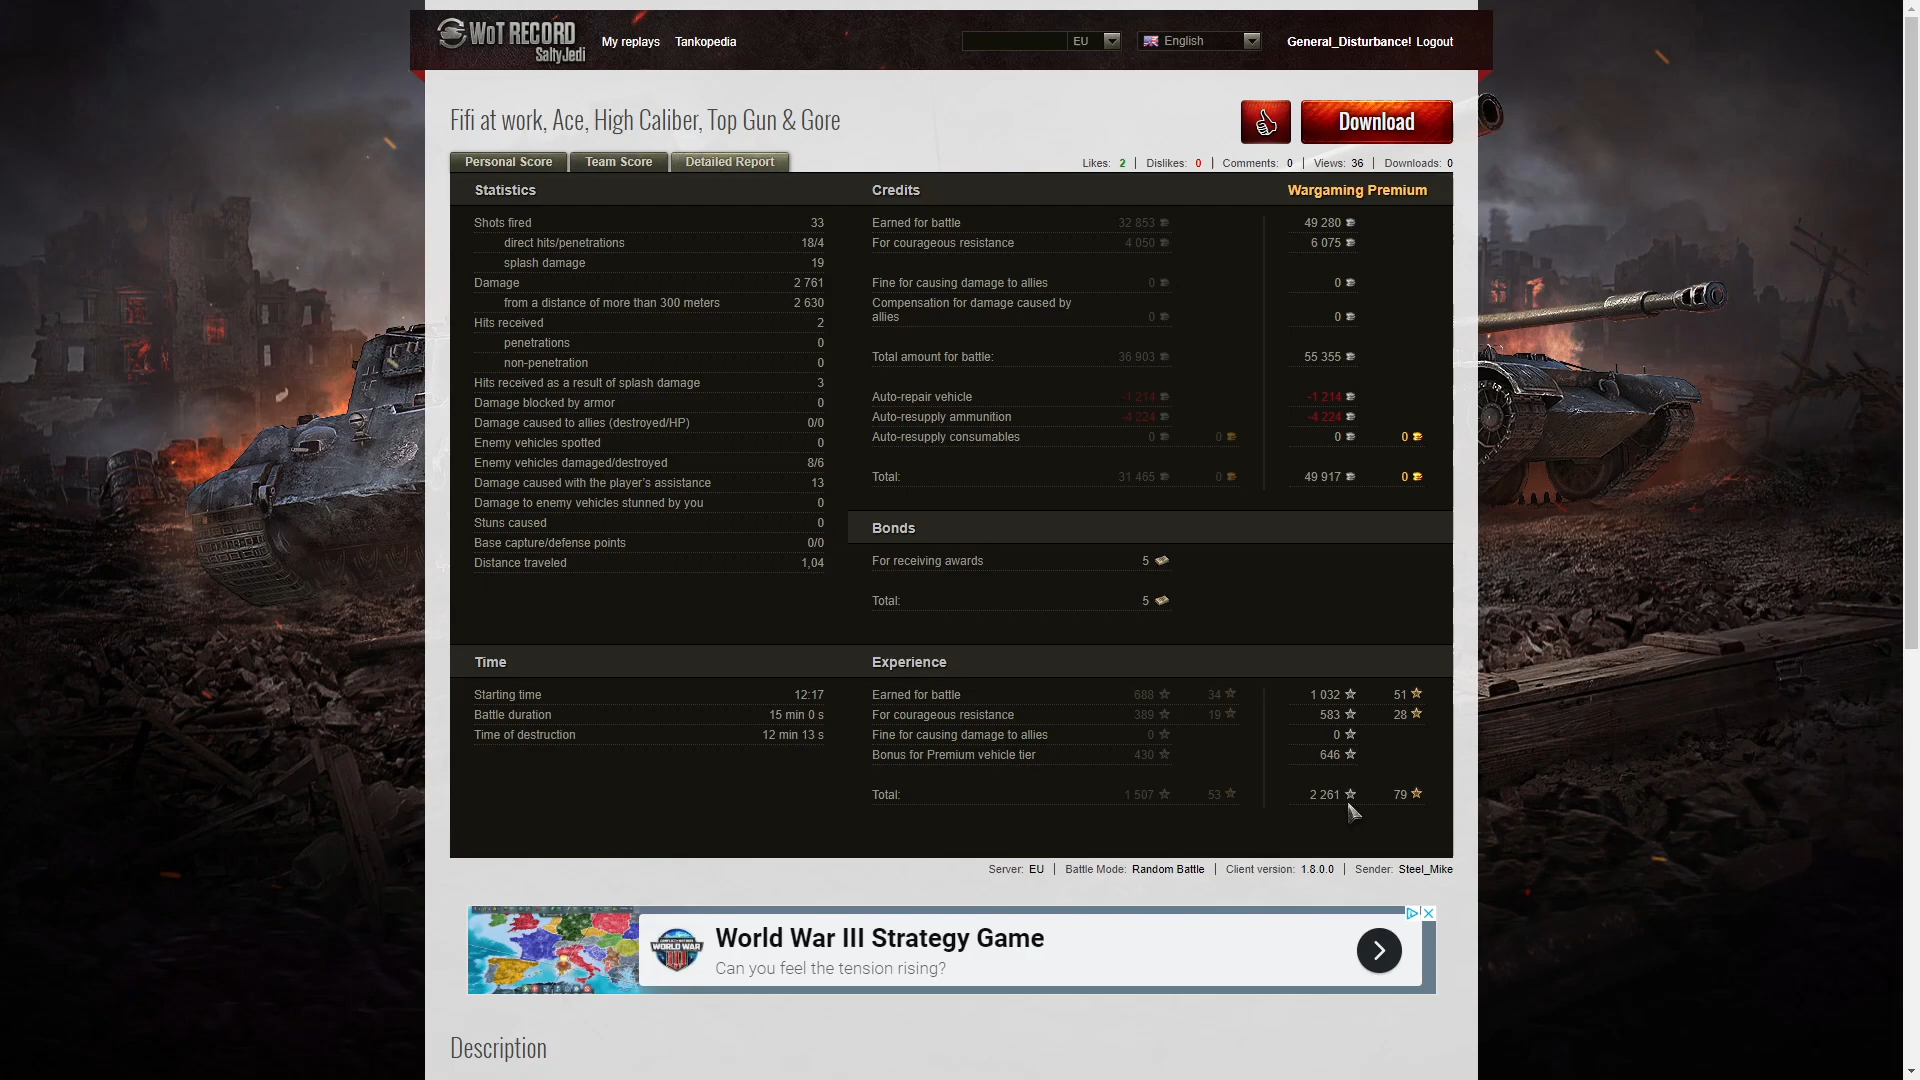 WoT RECORD
SaltyJedi
My replays
Tankopedia
EU
English
General_Disturbance! Logout
Fifi at work, Ace, High Caliber, Top Gun & Gore
Download
Personal Score
Team Score
Detailed Report
Likes: 2 | Dislikes: 0 | Comments: 0 | Views: 36 | Downloads: 0
Statistics
Shots fired 33
direct hits/penetrations 18/4
splash damage 19
Damage 2 761
from a distance of more than 300 meters 2 630
Hits received 2
penetrations 0
non-penetration 0
Hits received as a result of splash damage 3
Damage blocked by armor 0
Damage caused to allies (destroyed/HP) 0/0
Enemy vehicles spotted 0
Enemy vehicles damaged/destroyed 8/6
Damage caused with the player's assistance 13
Damage to enemy vehicles stunned by you 0
Stuns caused 0
Base capture/defense points 0/0
Distance traveled 1,04
Credits
Wargaming Premium
Earned for battle 32 853 49 280
For courageous resistance 4 050 6 075
Fine for causing damage to allies 0 0
Compensation for damage caused by
allies 0 0
Total amount for battle: 36 903 55 355
Auto-repair vehicle -1 214 -1 214
Auto-resupply ammunition -4 224 -4 224
Auto-resupply consumables 0 0 0 0
Total: 31 465 0 49 917 0
Bonds
For receiving awards 5
Total: 5
Time
Starting time 12:17
Battle duration 15 min 0 s
Time of destruction 12 min 13 s
Experience
Earned for battle 688 34 1 032 51
For courageous resistance 389 19 583 28
Fine for causing damage to allies 0 0
Bonus for Premium vehicle tier 430 646
Total: 1 507 53 2 261 79
Server: EU | Battle Mode: Random Battle | Client version: 1.8.0.0 | Sender: Steel_Mike
World War III Strategy Game
Can you feel the tension rising?
WORLD WAR
Description